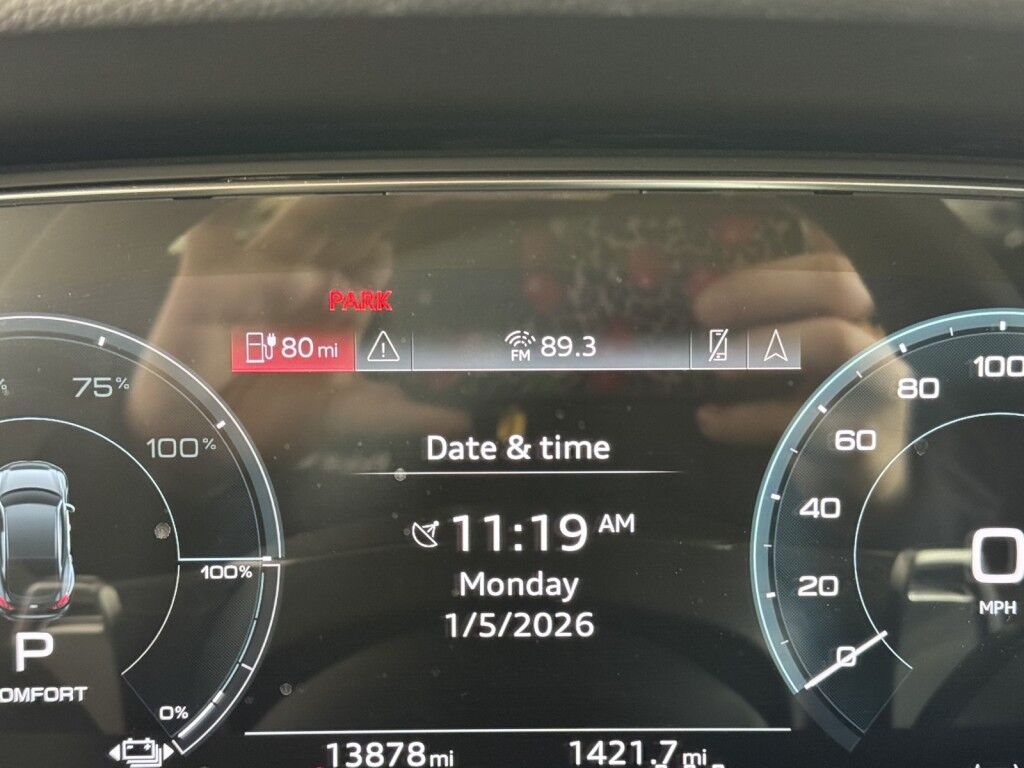 PARK
80 mi
FM 89.3
75%
100%
Date & time
11:19 AM
Monday
1/5/2026
100%
0%
P
13878 mi
1421.7 mi
100
80
60
40
20
0
0
MPH